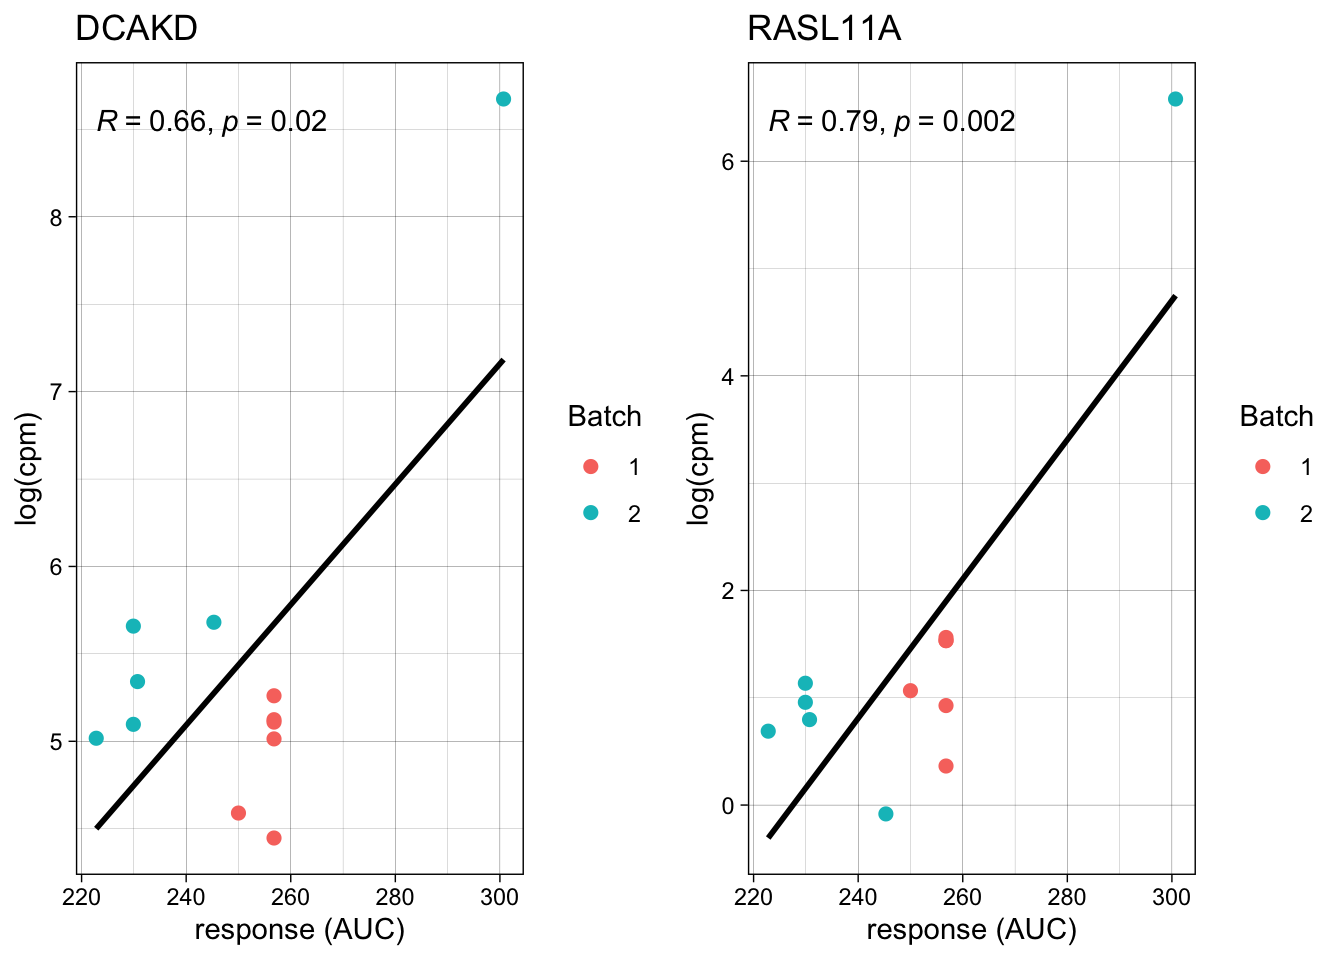 DCAKD
R = 0.66, p = 0.02
8
7
6
5
220 240 260 280 300
response (AUC)
log(cpm)
Batch
1
2
RASL11A
R = 0.79, p = 0.002
6
4
2
0
220 240 260 280 300
response (AUC)
log(cpm)
Batch
1
2